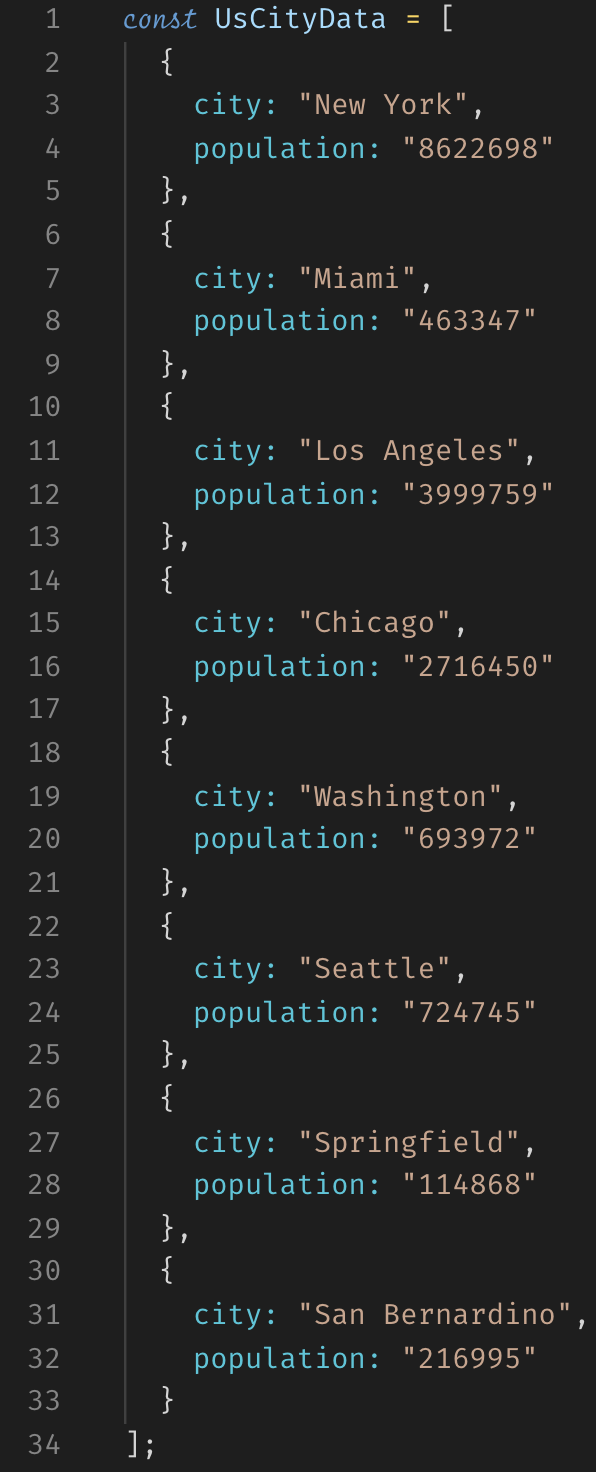 1 const UsCityData = [
2 {
3 city: "New York",
4 population: "8622698"
5 },
6 {
7 city: "Miami",
8 population: "463347"
9 },
10 {
11 city: "Los Angeles",
12 population: "3999759"
13 },
14 {
15 city: "Chicago",
16 population: "2716450"
17 },
18 {
19 city: "Washington",
20 population: "693972"
21 },
22 {
23 city: "Seattle",
24 population: "724745"
25 },
26 {
27 city: "Springfield",
28 population: "114868"
29 },
30 {
31 city: "San Bernardino",
32 population: "216995"
33 }
34 ];